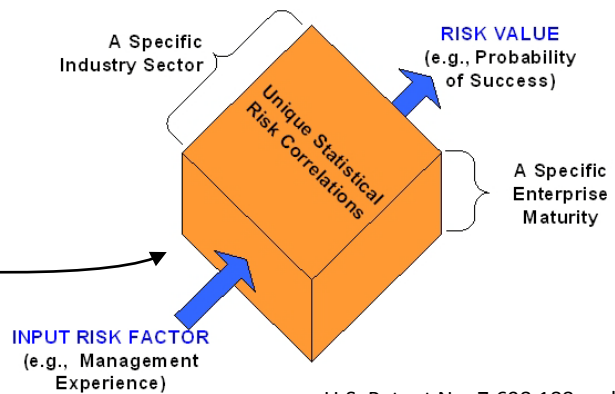 A Specific
Industry Sector
RISK VALUE
(e.g., Probability
of Success)
Unique Statistical
Risk Correlations
A Specific
Enterprise
Maturity
INPUT RISK FACTOR
(e.g., Management
Experience)